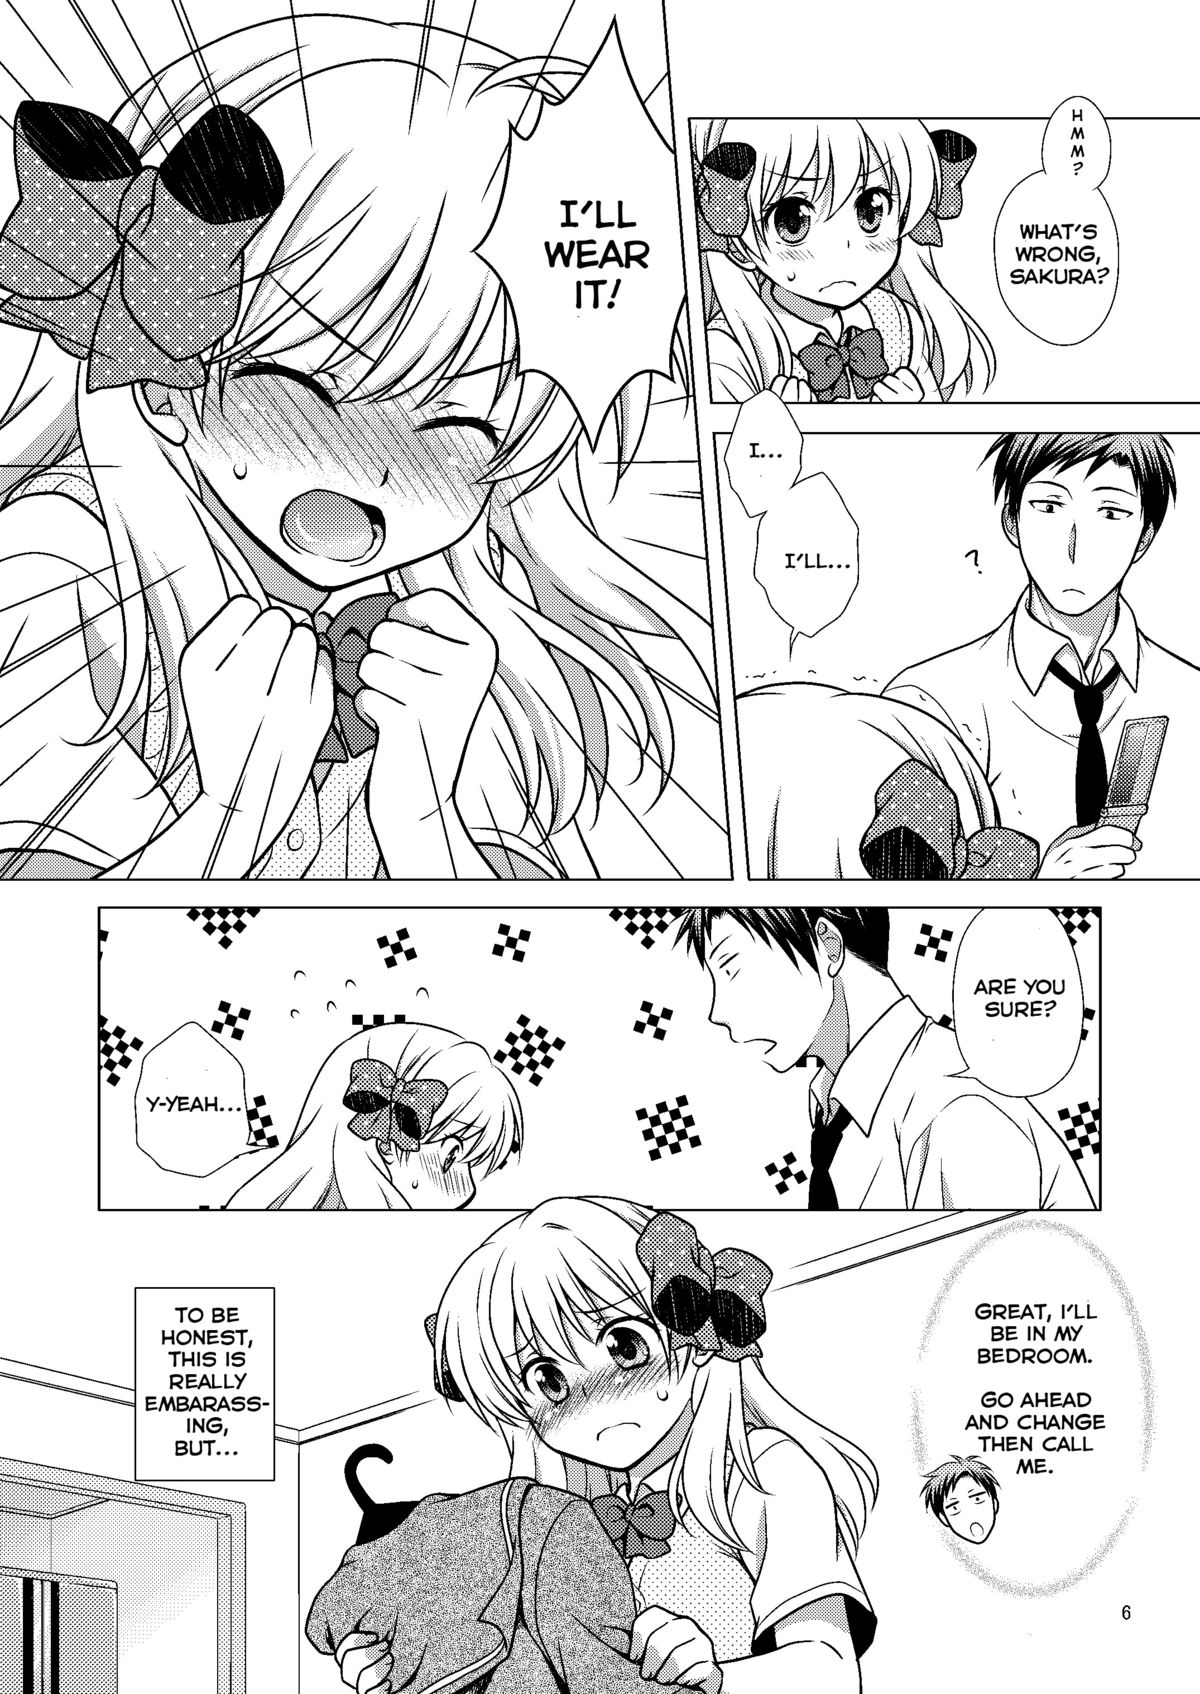 HMM?
WHAT'S
WRONG,
SAKURA?
I...
I'LL...
?
I'LL
WEAR
IT!
ARE YOU
SURE?
Y-YEAH...
GREAT, I'LL
BE IN MY
BEDROOM.
GO AHEAD
AND CHANGE
THEN CALL
ME.
TO BE
HONEST,
THIS IS
REALLY
EMBARASS-
ING,
BUT...
6